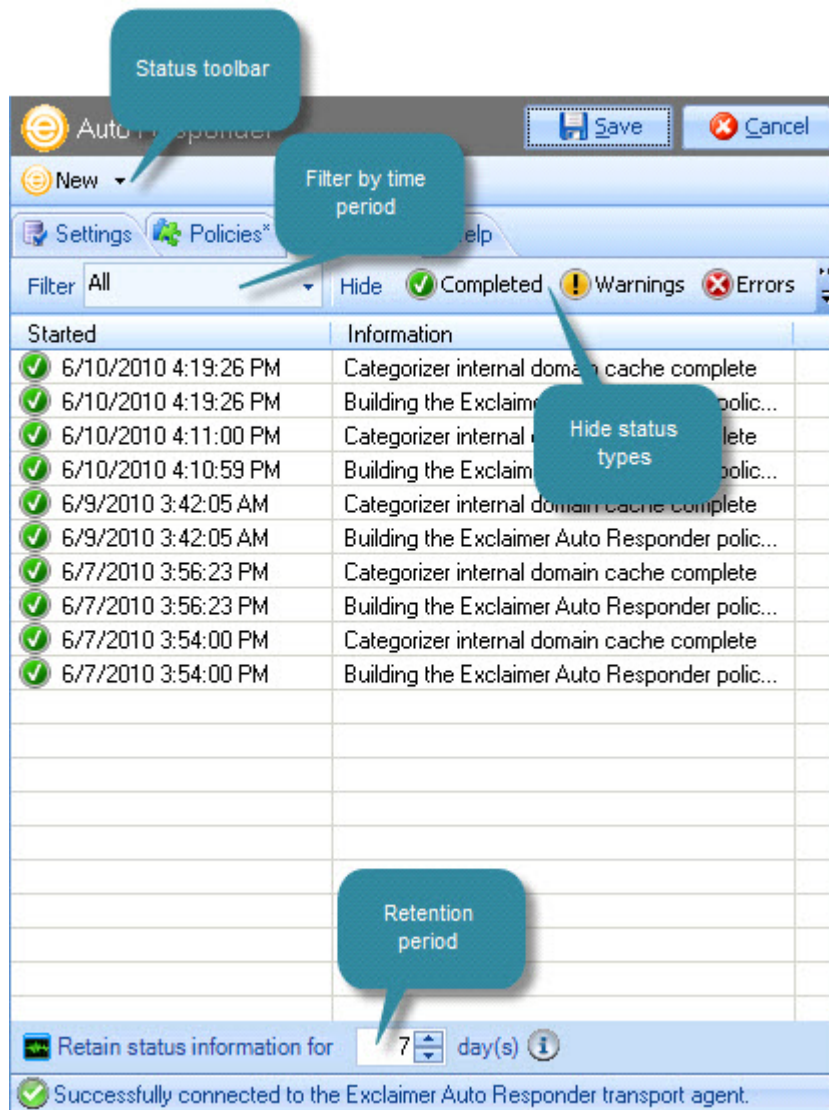 Status toolbar
Auto Responder
Save
Cancel
New
Filter by time
period
Settings
Policies*
Help
Filter All
Hide Completed Warnings Errors
Started Information
6/10/2010 4:19:26 PM Categorizer internal domain cache complete
6/10/2010 4:19:26 PM Building the Exclaime polic...
6/10/2010 4:11:00 PM Categorizer internal lete
6/10/2010 4:10:59 PM Building the Exclaim polic...
Hide status
types
6/9/2010 3:42:05 AM Categorizer internal domain cache complete
6/9/2010 3:42:05 AM Building the Exclaimer Auto Responder polic...
6/7/2010 3:56:23 PM Categorizer internal domain cache complete
6/7/2010 3:56:23 PM Building the Exclaimer Auto Responder polic...
6/7/2010 3:54:00 PM Categorizer internal domain cache complete
6/7/2010 3:54:00 PM Building the Exclaimer Auto Responder polic...
Retention
period
Retain status information for 7 day(s)
Successfully connected to the Exclaimer Auto Responder transport agent.